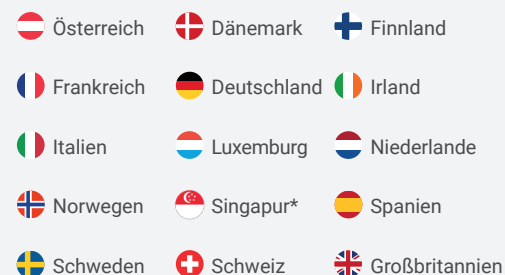 Österreich Dänemark Finnland
Frankreich Deutschland Irland
Italien Luxemburg Niederlande
Norwegen Singapur* Spanien
Schweden Schweiz Großbritannien